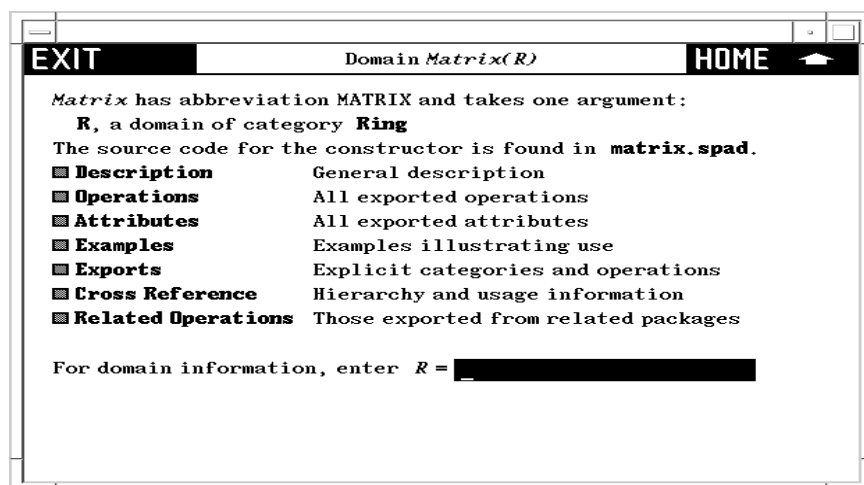 EXIT Domain Matrix(R) HOME
Matrix has abbreviation MATRIX and takes one argument:
R, a domain of category Ring
The source code for the constructor is found in matrix.spad.
Description General description
Operations All exported operations
Attributes All exported attributes
Examples Examples illustrating use
Exports Explicit categories and operations
Cross Reference Hierarchy and usage information
Related Operations Those exported from related packages
For domain information, enter R = _